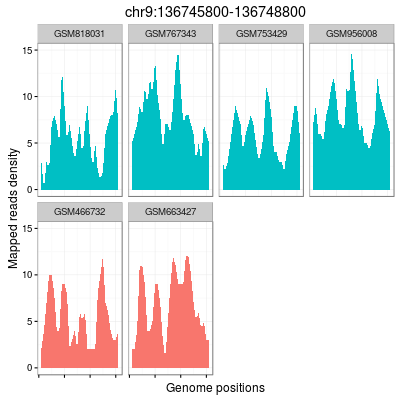 chr9:136745800-136748800
GSM818031 GSM767343 GSM753429 GSM956008
15
10
5
0
GSM466732 GSM663427
15
10
5
0
Mapped reads density
Genome positions